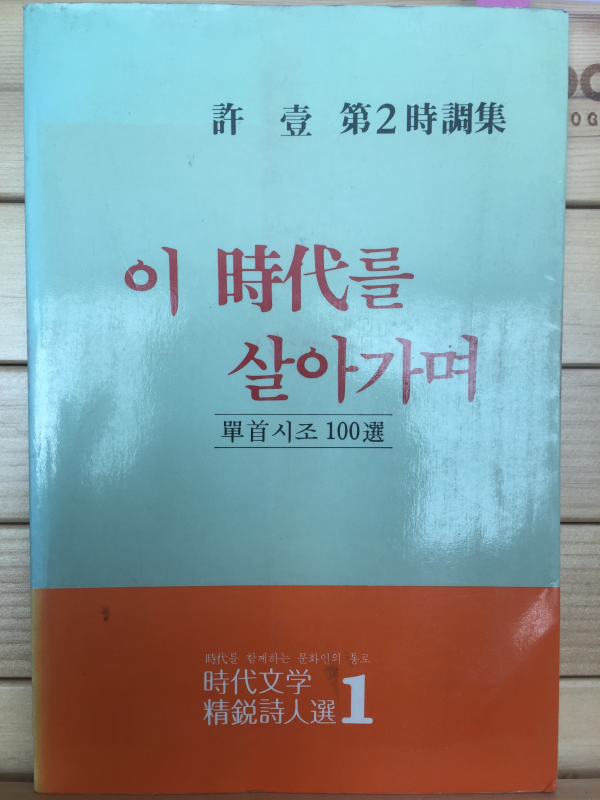 許 壹 第2時調集
이 時代를
살아가며
單首시조 100選
時代를 함께하는 문화인의 통로
時代文学
精鋭詩人選 1